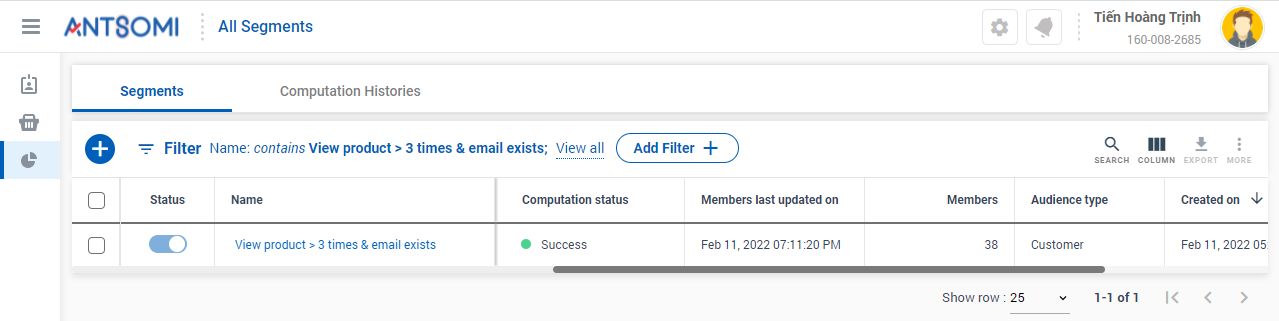 ANTSOMI
All Segments
Tiến Hoàng Trịnh
160-008-2685
Segments
Computation Histories
Filter Name: contains View product > 3 times & email exists; View all Add Filter
SEARCH COLUMN EXPORT MORE
Status Name Computation status Members last updated on Members Audience type Created on
View product > 3 times & email exists Success Feb 11, 2022 07:11:20 PM 38 Customer Feb 11, 2022 05:
Show row : 25 1-1 of 1